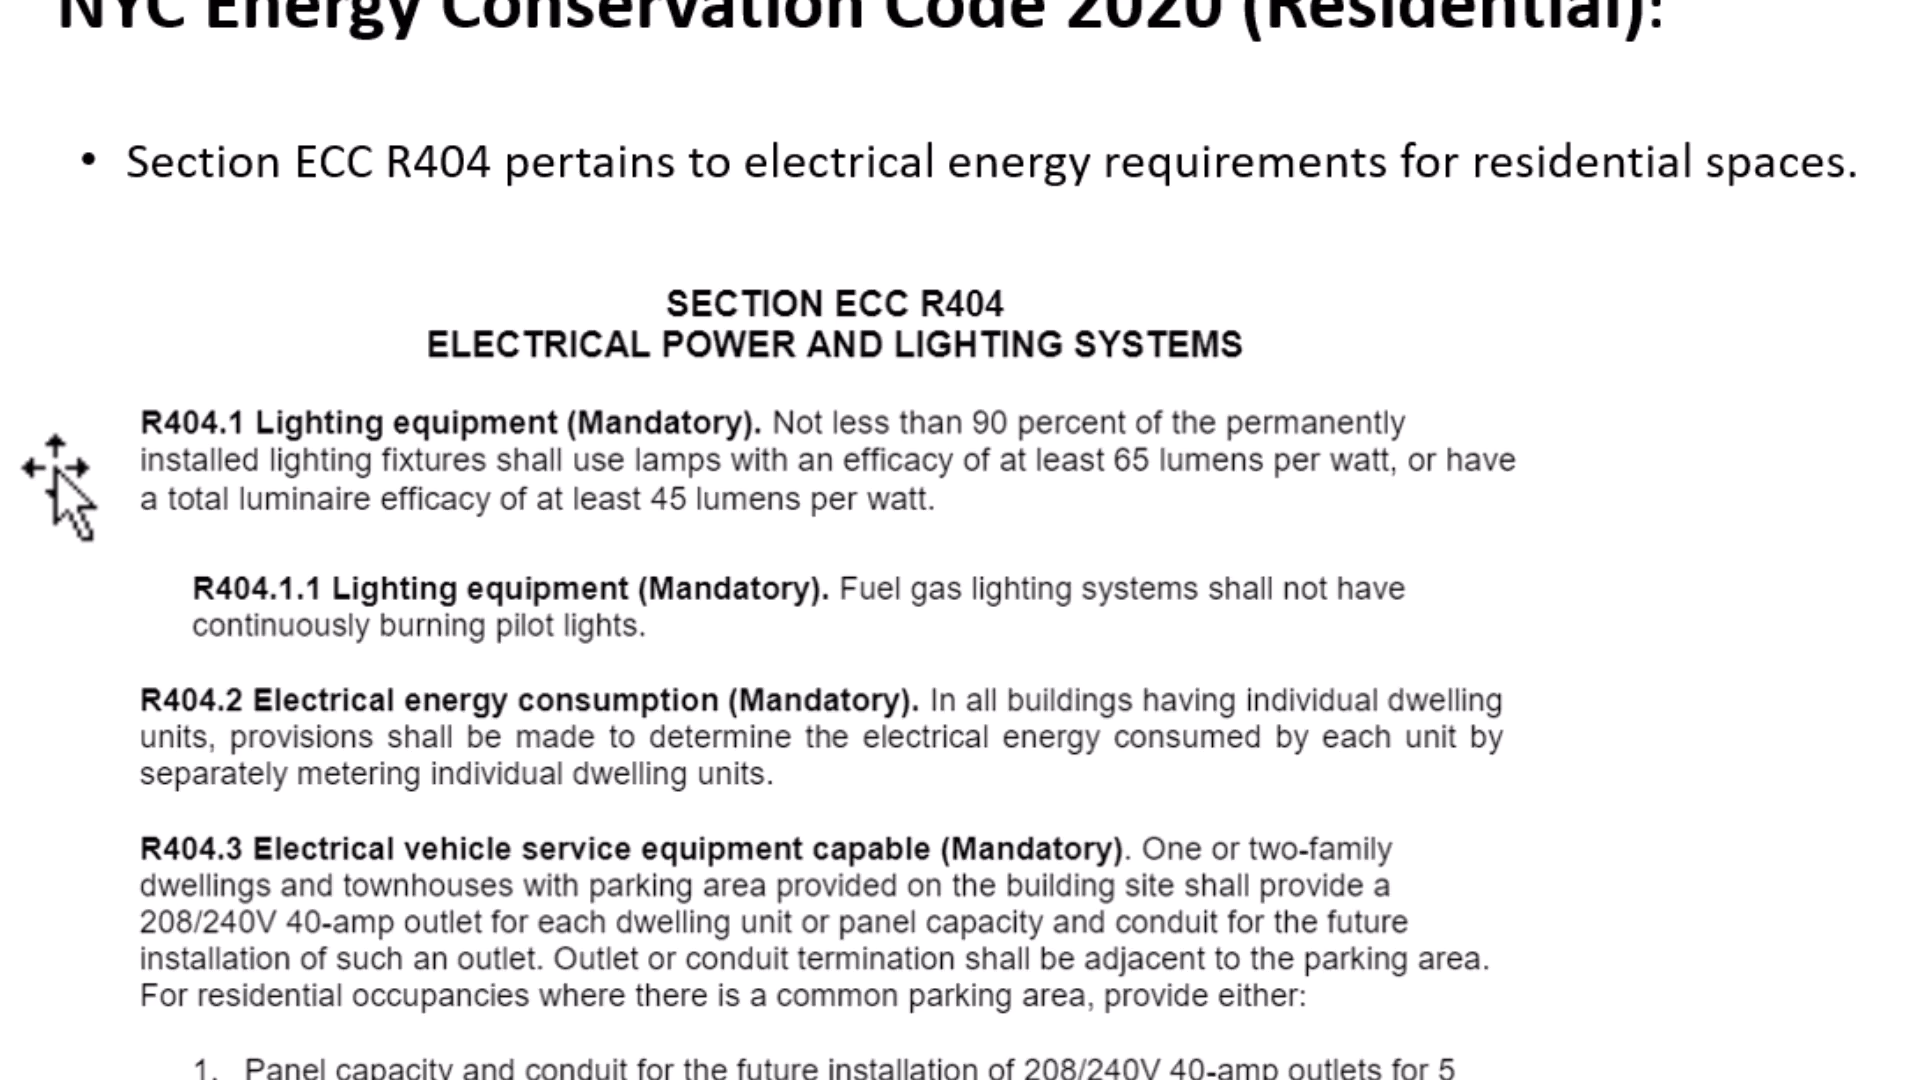 NYC Energy Conservation Code 2020 (Residential):
• Section ECC R404 pertains to electrical energy requirements for residential spaces.
SECTION ECC R404
ELECTRICAL POWER AND LIGHTING SYSTEMS
R404.1 Lighting equipment (Mandatory). Not less than 90 percent of the permanently
installed lighting fixtures shall use lamps with an efficacy of at least 65 lumens per watt, or have
a total luminaire efficacy of at least 45 lumens per watt.
R404.1.1 Lighting equipment (Mandatory). Fuel gas lighting systems shall not have
continuously burning pilot lights.
R404.2 Electrical energy consumption (Mandatory). In all buildings having individual dwelling
units, provisions shall be made to determine the electrical energy consumed by each unit by
separately metering individual dwelling units.
R404.3 Electrical vehicle service equipment capable (Mandatory). One or two-family
dwellings and townhouses with parking area provided on the building site shall provide a
208/240V 40-amp outlet for each dwelling unit or panel capacity and conduit for the future
installation of such an outlet. Outlet or conduit termination shall be adjacent to the parking area.
For residential occupancies where there is a common parking area, provide either:
1. Panel capacity and conduit for the future installation of 208/240V 40-amp outlets for 5